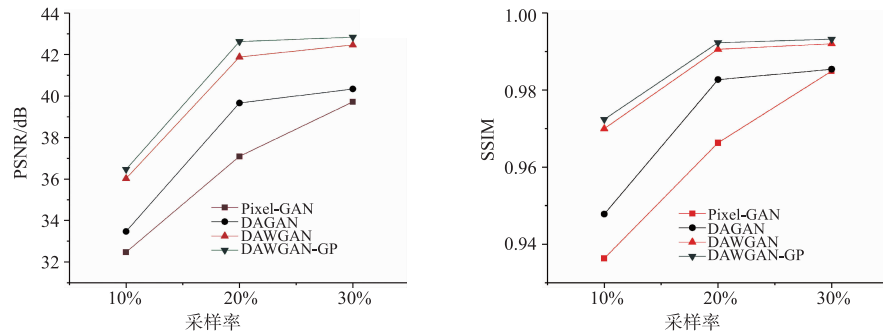 PSNR/dB
44
42
40
38
36
34
32
Pixel-GAN
DAGAN
DAWGAN
DAWGAN-GP
10%
20%
30%
采样率
SSIM
1.00
0.98
0.96
0.94
Pixel-GAN
DAGAN
DAWGAN
DAWGAN-GP
10%
20%
30%
采样率